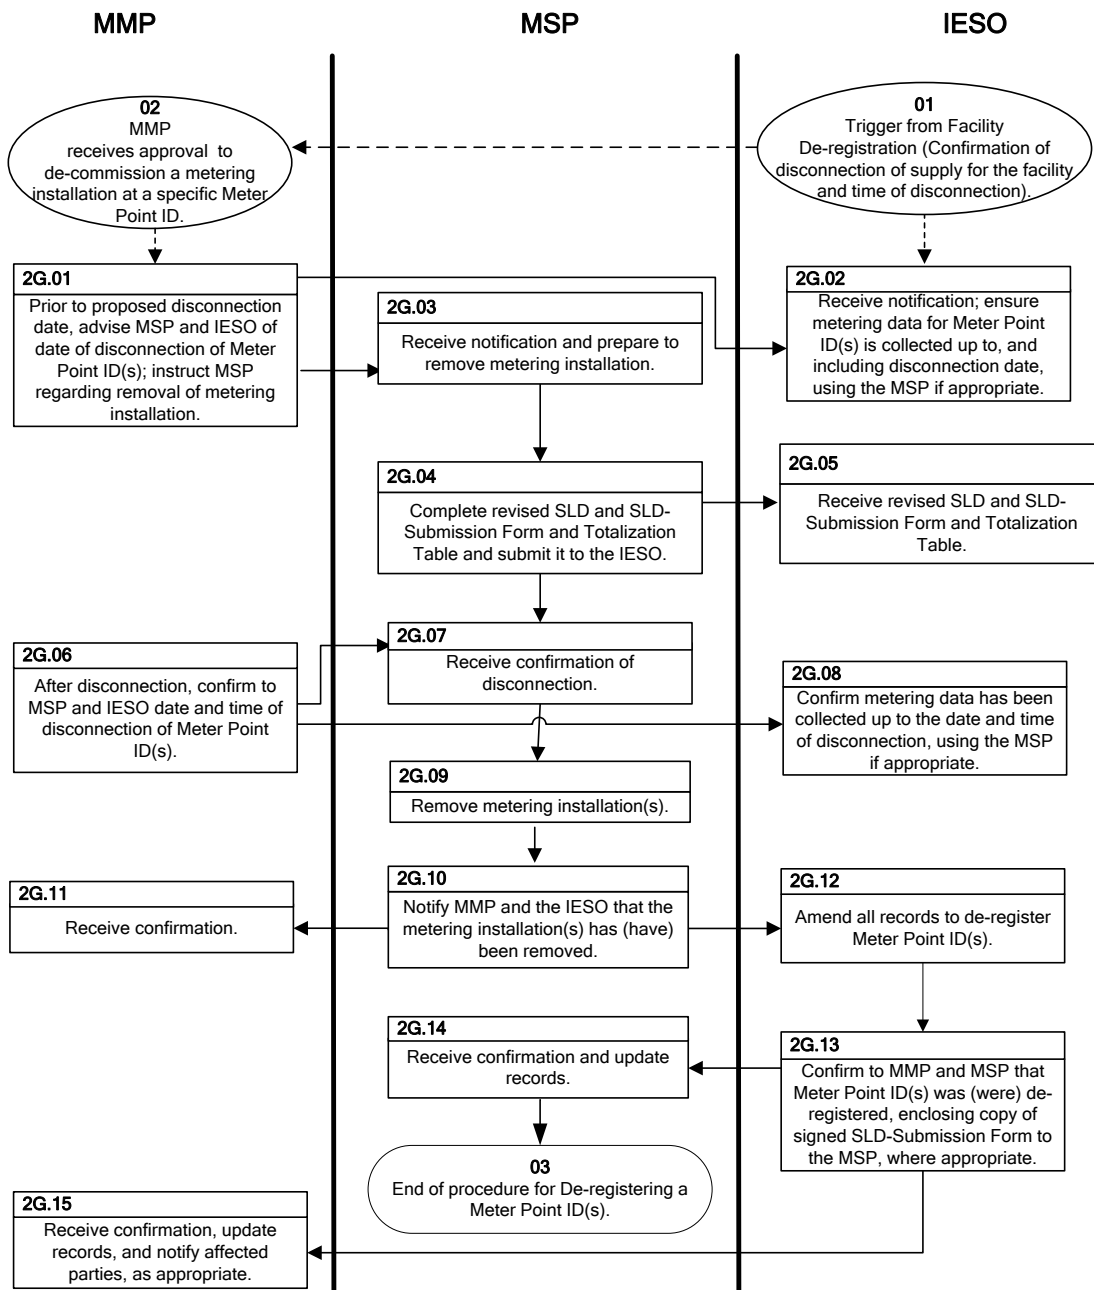 MMP
MSP
IESO
02
MMP
receives approval to
de-commission a metering
installation at a specific Meter
Point ID.
01
Trigger from Facility
De-registration (Confirmation of
disconnection of supply for the facility
and time of disconnection).
2G.01
Prior to proposed disconnection
date, advise MSP and IESO of
date of disconnection of Meter
Point ID(s); instruct MSP
regarding removal of metering
installation.
2G.02
Receive notification; ensure
metering data for Meter Point
ID(s) is collected up to, and
including disconnection date,
using the MSP if appropriate.
2G.03
Receive notification and prepare to
remove metering installation.
2G.04
Complete revised SLD and SLD-
Submission Form and Totalization
Table and submit it to the IESO.
2G.05
Receive revised SLD and SLD-
Submission Form and Totalization
Table.
2G.06
After disconnection, confirm to
MSP and IESO date and time of
disconnection of Meter Point
ID(s).
2G.07
Receive confirmation of
disconnection.
2G.08
Confirm metering data has been
collected up to the date and time
of disconnection, using the MSP
if appropriate.
2G.09
Remove metering installation(s).
2G.10
Notify MMP and the IESO that the
metering installation(s) has (have)
been removed.
2G.11
Receive confirmation.
2G.12
Amend all records to de-register
Meter Point ID(s).
2G.13
Confirm to MMP and MSP that
Meter Point ID(s) was (were) de-
registered, enclosing copy of
signed SLD-Submission Form to
the MSP, where appropriate.
2G.14
Receive confirmation and update
records.
03
End of procedure for De-registering a
Meter Point ID(s).
2G.15
Receive confirmation, update
records, and notify affected
parties, as appropriate.